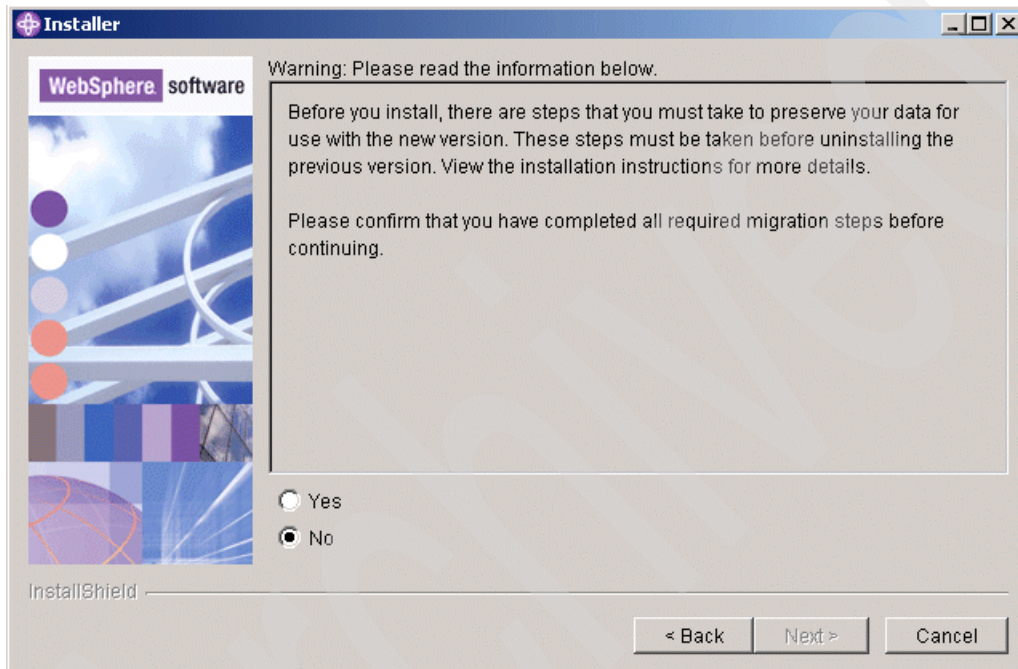 Installer
WebSphere software
Warning: Please read the information below.
Before you install, there are steps that you must take to preserve your data for
use with the new version. These steps must be taken before uninstalling the
previous version. View the installation instructions for more details.
Please confirm that you have completed all required migration steps before
continuing.
Yes
No
InstallShield
< Back
Next >
Cancel